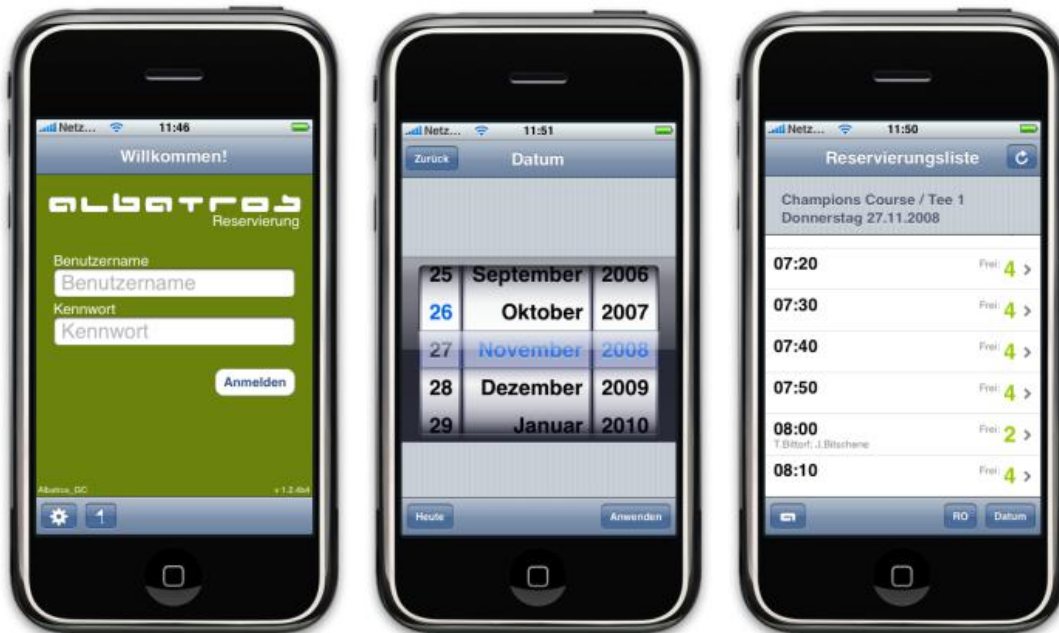 Netz... 11:46
Willkommen!
albatros
Reservierung
Benutzername
Benutzername
Kennwort
Kennwort
Anmelden
Albatros_GC v 1.2.4b4
Netz... 11:51
Zurück Datum
25 September 2006
26 Oktober 2007
27 November 2008
28 Dezember 2009
29 Januar 2010
Heute Anwenden
Netz... 11:50
Reservierungsliste
Champions Course / Tee 1
Donnerstag 27.11.2008
07:20 Frei: 4
07:30 Frei: 4
07:40 Frei: 4
07:50 Frei: 4
08:00 Frei: 2
T.Bittorf; J.Bitschene
08:10 Frei: 4
RO Datum